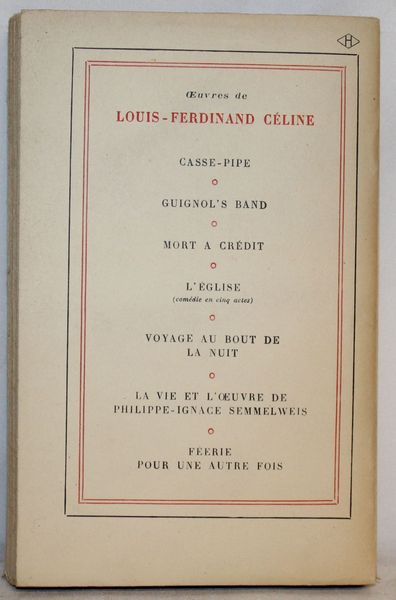 H
Œuvres de
LOUIS-FERDINAND CÉLINE
CASSE-PIPE
GUIGNOL'S BAND
MORT A CRÉDIT
L'ÉGLISE
(comédie en cinq actes)
VOYAGE AU BOUT DE
LA NUIT
LA VIE ET L'ŒUVRE DE
PHILIPPE-IGNACE SEMMELWEIS
FÉERIE
POUR UNE AUTRE FOIS